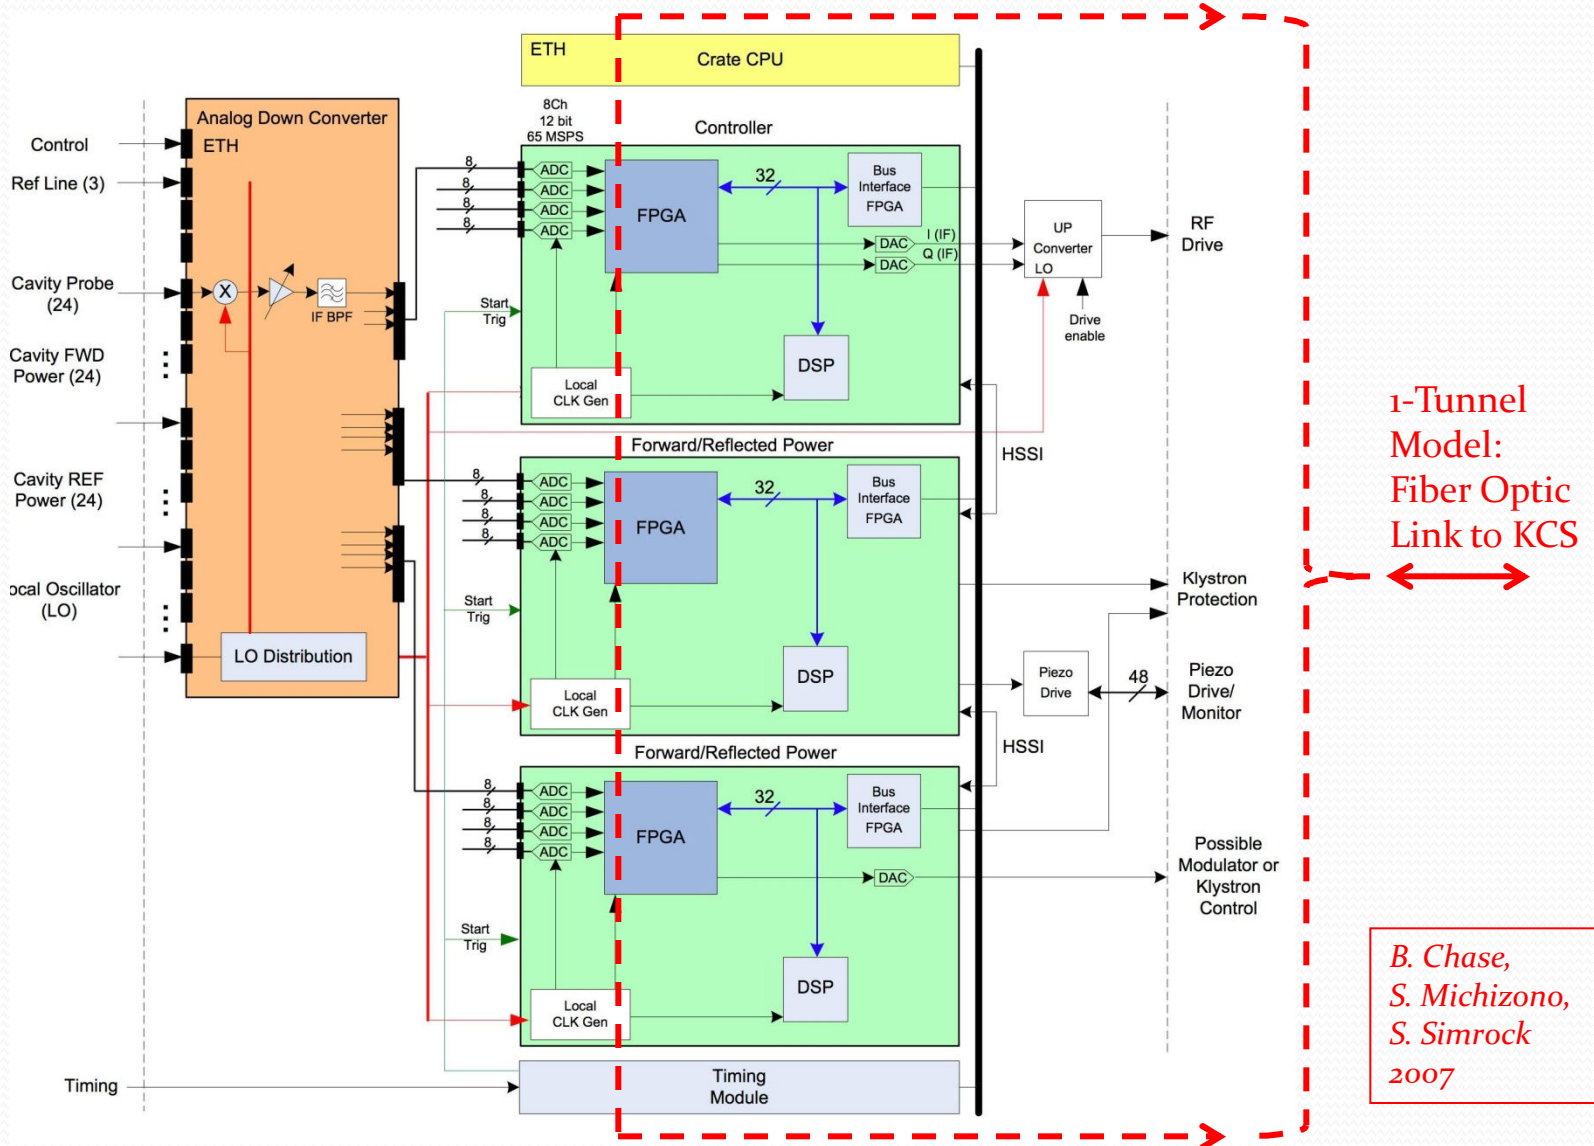 ETH
Crate CPU
Analog Down Converter
ETH
8Ch
12 bit
65 MSPS
Controller
Control
Ref Line (3)
Cavity Probe
(24)
Cavity FWD
Power (24)
Cavity REF
Power (24)
ocal Oscillator
(LO)
X
IF BPF
LO Distribution
8
8
8
8
ADC
ADC
ADC
ADC
FPGA
32
Bus
Interface
FPGA
DAC
DAC
I (IF)
Q (IF)
UP
Converter
LO
RF
Drive
Drive
enable
Start
Trig
Local
CLK Gen
DSP
HSSI
Forward/Reflected Power
8
8
8
8
ADC
ADC
ADC
ADC
FPGA
32
Bus
Interface
FPGA
Start
Trig
Local
CLK Gen
DSP
Klystron
Protection
Piezo
Drive
48
Piezo
Drive/
Monitor
HSSI
Forward/Reflected Power
8
8
8
8
ADC
ADC
ADC
ADC
FPGA
32
Bus
Interface
FPGA
DAC
Possible
Modulator or
Klystron
Control
Start
Trig
Local
CLK Gen
DSP
Timing
Timing
Module
1-Tunnel
Model:
Fiber Optic
Link to KCS
B. Chase,
S. Michizono,
S. Simrock
2007